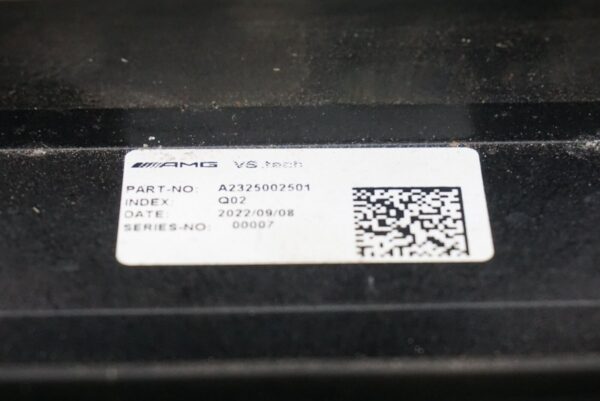 AMG VS.tech
PART-NO: A2325002501
INDEX: Q02
DATE: 2022/09/08
SERIES-NO: 00007